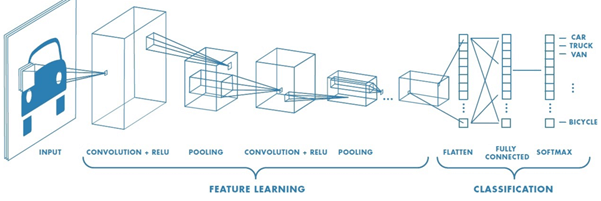 CAR
TRUCK
VAN
BICYCLE
INPUT
CONVOLUTION + RELU
POOLING
CONVOLUTION + RELU
POOLING
FLATTEN
FULLY
CONNECTED
SOFTMAX
FEATURE LEARNING
CLASSIFICATION